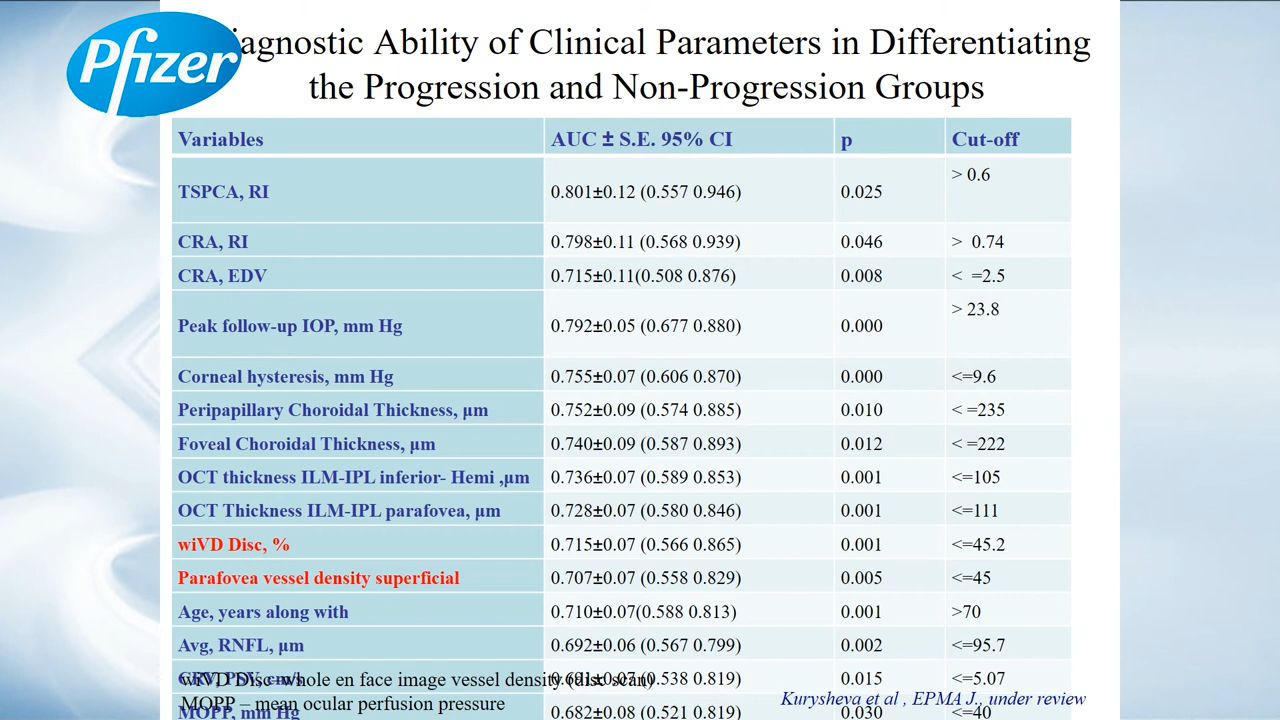 Pfizer
iagnostic Ability of Clinical Parameters in Differentiating
the Progression and Non-Progression Groups
Variables AUC ± S.E. 95% CI p Cut-off
TSPCA, RI 0.801±0.12 (0.557 0.946) 0.025 > 0.6
CRA, RI 0.798±0.11 (0.568 0.939) 0.046 > 0.74
CRA, EDV 0.715±0.11(0.508 0.876) 0.008 < =2.5
Peak follow-up IOP, mm Hg 0.792±0.05 (0.677 0.880) 0.000 > 23.8
Corneal hysteresis, mm Hg 0.755±0.07 (0.606 0.870) 0.000 <=9.6
Peripapillary Choroidal Thickness, µm 0.752±0.09 (0.574 0.885) 0.010 < =235
Foveal Choroidal Thickness, µm 0.740±0.09 (0.587 0.893) 0.012 < =222
OCT thickness ILM-IPL inferior- Hemi ,µm 0.736±0.07 (0.589 0.853) 0.001 <=105
OCT Thickness ILM-IPL parafovea, µm 0.728±0.07 (0.580 0.846) 0.001 <=111
wiVD Disc, % 0.715±0.07 (0.566 0.865) 0.001 <=45.2
Parafovea vessel density superficial 0.707±0.07 (0.558 0.829) 0.005 <=45
Age, years along with 0.710±0.07(0.588 0.813) 0.001 >70
Avg, RNFL, µm 0.692±0.06 (0.567 0.799) 0.002 <=95.7
0.538 0.819) 0.015 <=5.07
wiVD Disc whole en face image vessel density (disc scan)
MOPP, mm Hg 0.682±0.08 (0.521 0.819) 0.030 <=40
MOPP – mean ocular perfusion pressure
Kurysheva et al , EPMA J., under review